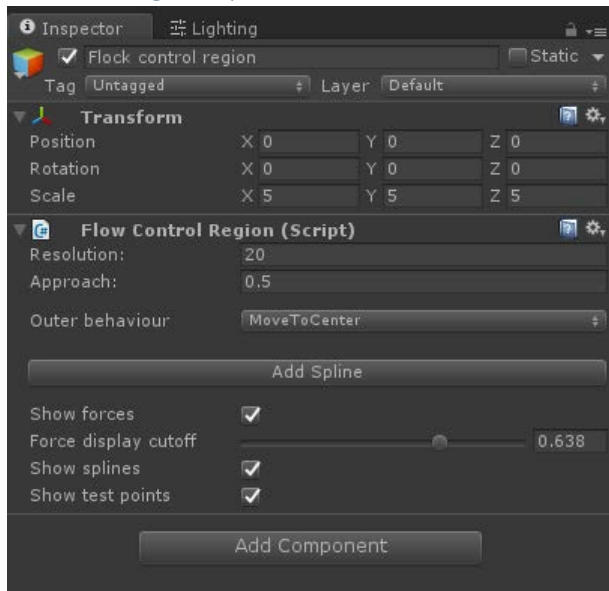 Inspector Lighting
Flock control region Static
Tag Untagged Layer Default
Transform
Position X 0 Y 0 Z 0
Rotation X 0 Y 0 Z 0
Scale X 5 Y 5 Z 5
Flow Control Region (Script)
Resolution: 20
Approach: 0.5
Outer behaviour MoveToCenter
Add Spline
Show forces
Force display cutoff 0.638
Show splines
Show test points
Add Component